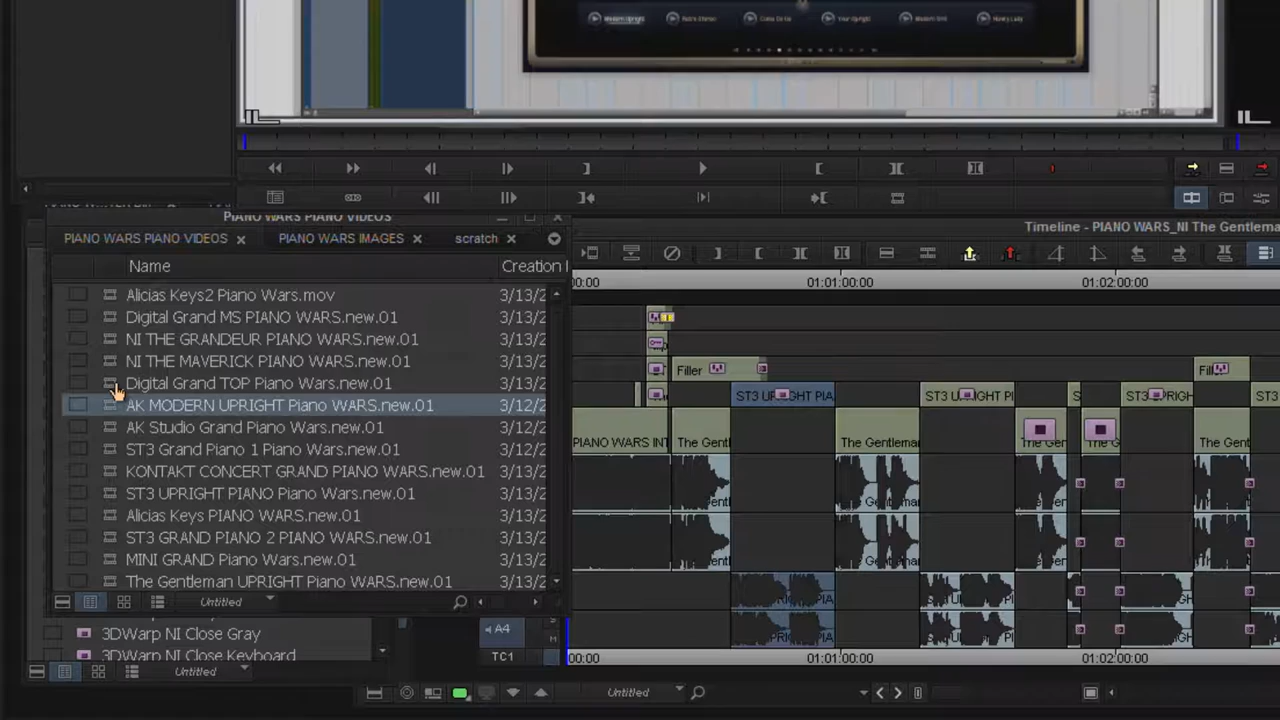 Modern Upright Retro Stereo Your Upright
PIANO WARS PIANO VIDEOS
PIANO WARS PIANO VIDEOS PIANO WARS IMAGES scratch
Name Creation
Alicias Keys2 Piano Wars.mov 3/13/2
Digital Grand MS PIANO WARS.new.01 3/13/2
NI THE GRANDEUR PIANO WARS.new.01 3/13/2
NI THE MAVERICK PIANO WARS.new.01 3/13/2
Digital Grand TOP Piano Wars.new.01 3/13/2
AK MODERN UPRIGHT Piano WARS.new.01 3/12/2
AK Studio Grand Piano Wars.new.01 3/12/2
ST3 Grand Piano 1 Piano Wars.new.01 3/12/2
KONTAKT CONCERT GRAND PIANO WARS.new.01 3/13/2
ST3 UPRIGHT PIANO Piano Wars.new.01 3/13/2
Alicias Keys PIANO WARS.new.01 3/13/2
ST3 GRAND PIANO 2 PIANO Wars.new.01 3/13/2
MINI GRAND Piano Wars.new.01 3/13/2
The Gentleman UPRIGHT Piano WARS.new.01 3/13/2
Untitled
3DWarp NI Close Gray
3DWarp NI Close Keyboard
Untitled
Timeline - PIANO WARS_NI The Gentlema
00:00 01:01:00:00 01:02:00:00
Filler Fill
ST3 UPRIGHT PIA ST3 UPRIGHT PI S ST3 UPRIGH ST3
PIANO WARS INT The Gentl The Gentleman The Gen The G The Gent
A4 M
TC1
00:00 01:01:00:00 01:02:00:00
Untitled